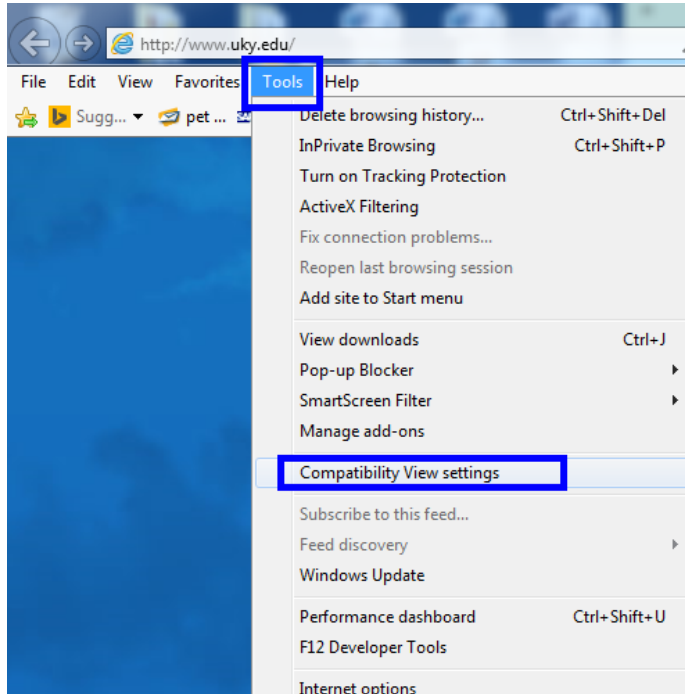 http://www.uky.edu/
File Edit View Favorites Tools Help
Sugg... pet ...
Delete browsing history... Ctrl+Shift+Del
InPrivate Browsing Ctrl+Shift+P
Turn on Tracking Protection
ActiveX Filtering
Fix connection problems...
Reopen last browsing session
Add site to Start menu
View downloads Ctrl+J
Pop-up Blocker
SmartScreen Filter
Manage add-ons
Compatibility View settings
Subscribe to this feed...
Feed discovery
Windows Update
Performance dashboard Ctrl+Shift+U
F12 Developer Tools
Internet options